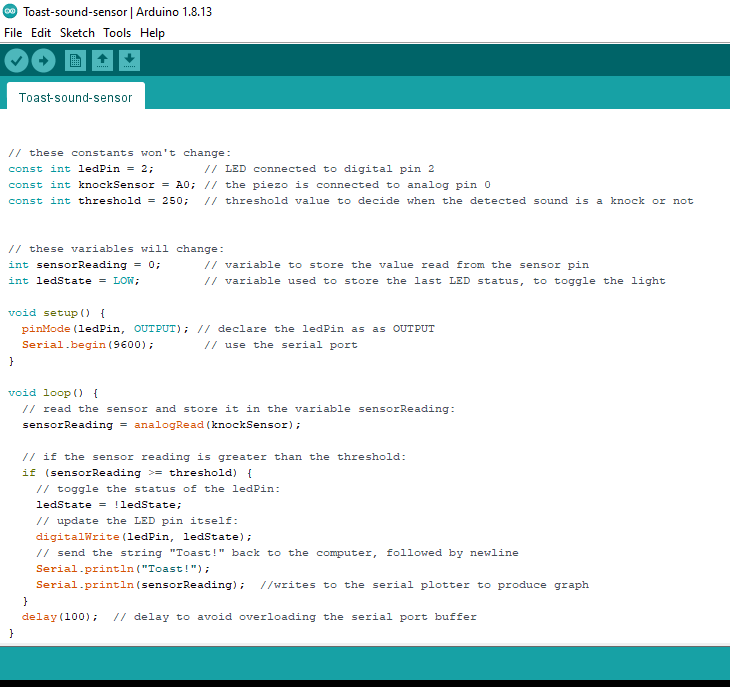 Toast-sound-sensor | Arduino 1.8.13
File Edit Sketch Tools Help
Toast-sound-sensor
// these constants won't change:
const int ledPin = 2;       // LED connected to digital pin 2
const int knockSensor = A0; // the piezo is connected to analog pin 0
const int threshold = 250;  // threshold value to decide when the detected sound is a knock or not
// these variables will change:
int sensorReading = 0;      // variable to store the value read from the sensor pin
int ledState = LOW;         // variable used to store the last LED status, to toggle the light
void setup() {
  pinMode(ledPin, OUTPUT); // declare the ledPin as as OUTPUT
  Serial.begin(9600);       // use the serial port
}
void loop() {
  // read the sensor and store it in the variable sensorReading:
  sensorReading = analogRead(knockSensor);
  // if the sensor reading is greater than the threshold:
  if (sensorReading >= threshold) {
    // toggle the status of the ledPin:
    ledState = !ledState;
    // update the LED pin itself:
    digitalWrite(ledPin, ledState);
    // send the string "Toast!" back to the computer, followed by newline
    Serial.println("Toast!");
    Serial.println(sensorReading);  //writes to the serial plotter to produce graph
  }
  delay(100);  // delay to avoid overloading the serial port buffer
}